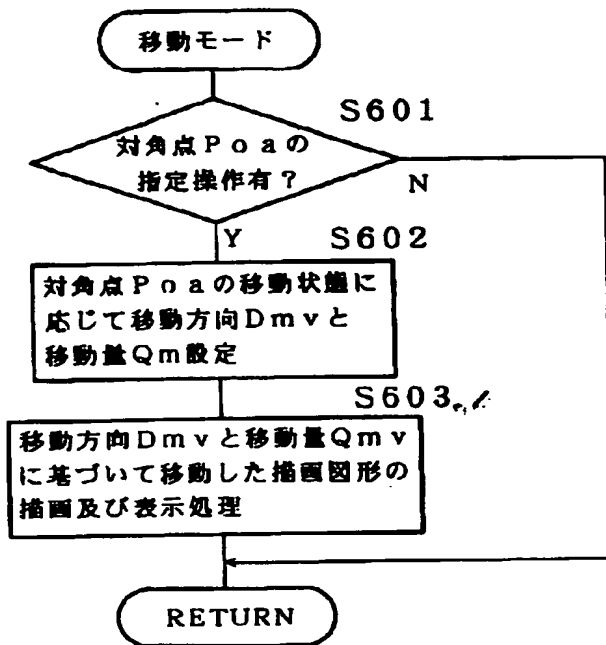 移動モード
S601
対角点Poaの
指定操作有？
N
Y
S602
対角点Poaの移動状態に
応じて移動方向Dmvと
移動量Qm設定
S603
移動方向Dmvと移動量Qmv
に基づいて移動した描画図形の
描画及び表示処理
RETURN